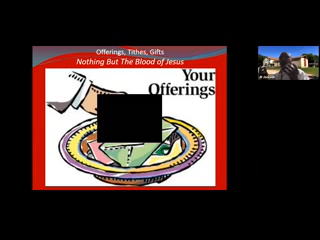 Offerings, Tithes, Gifts
Nothing But The Blood of Jesus
Your
Offerings